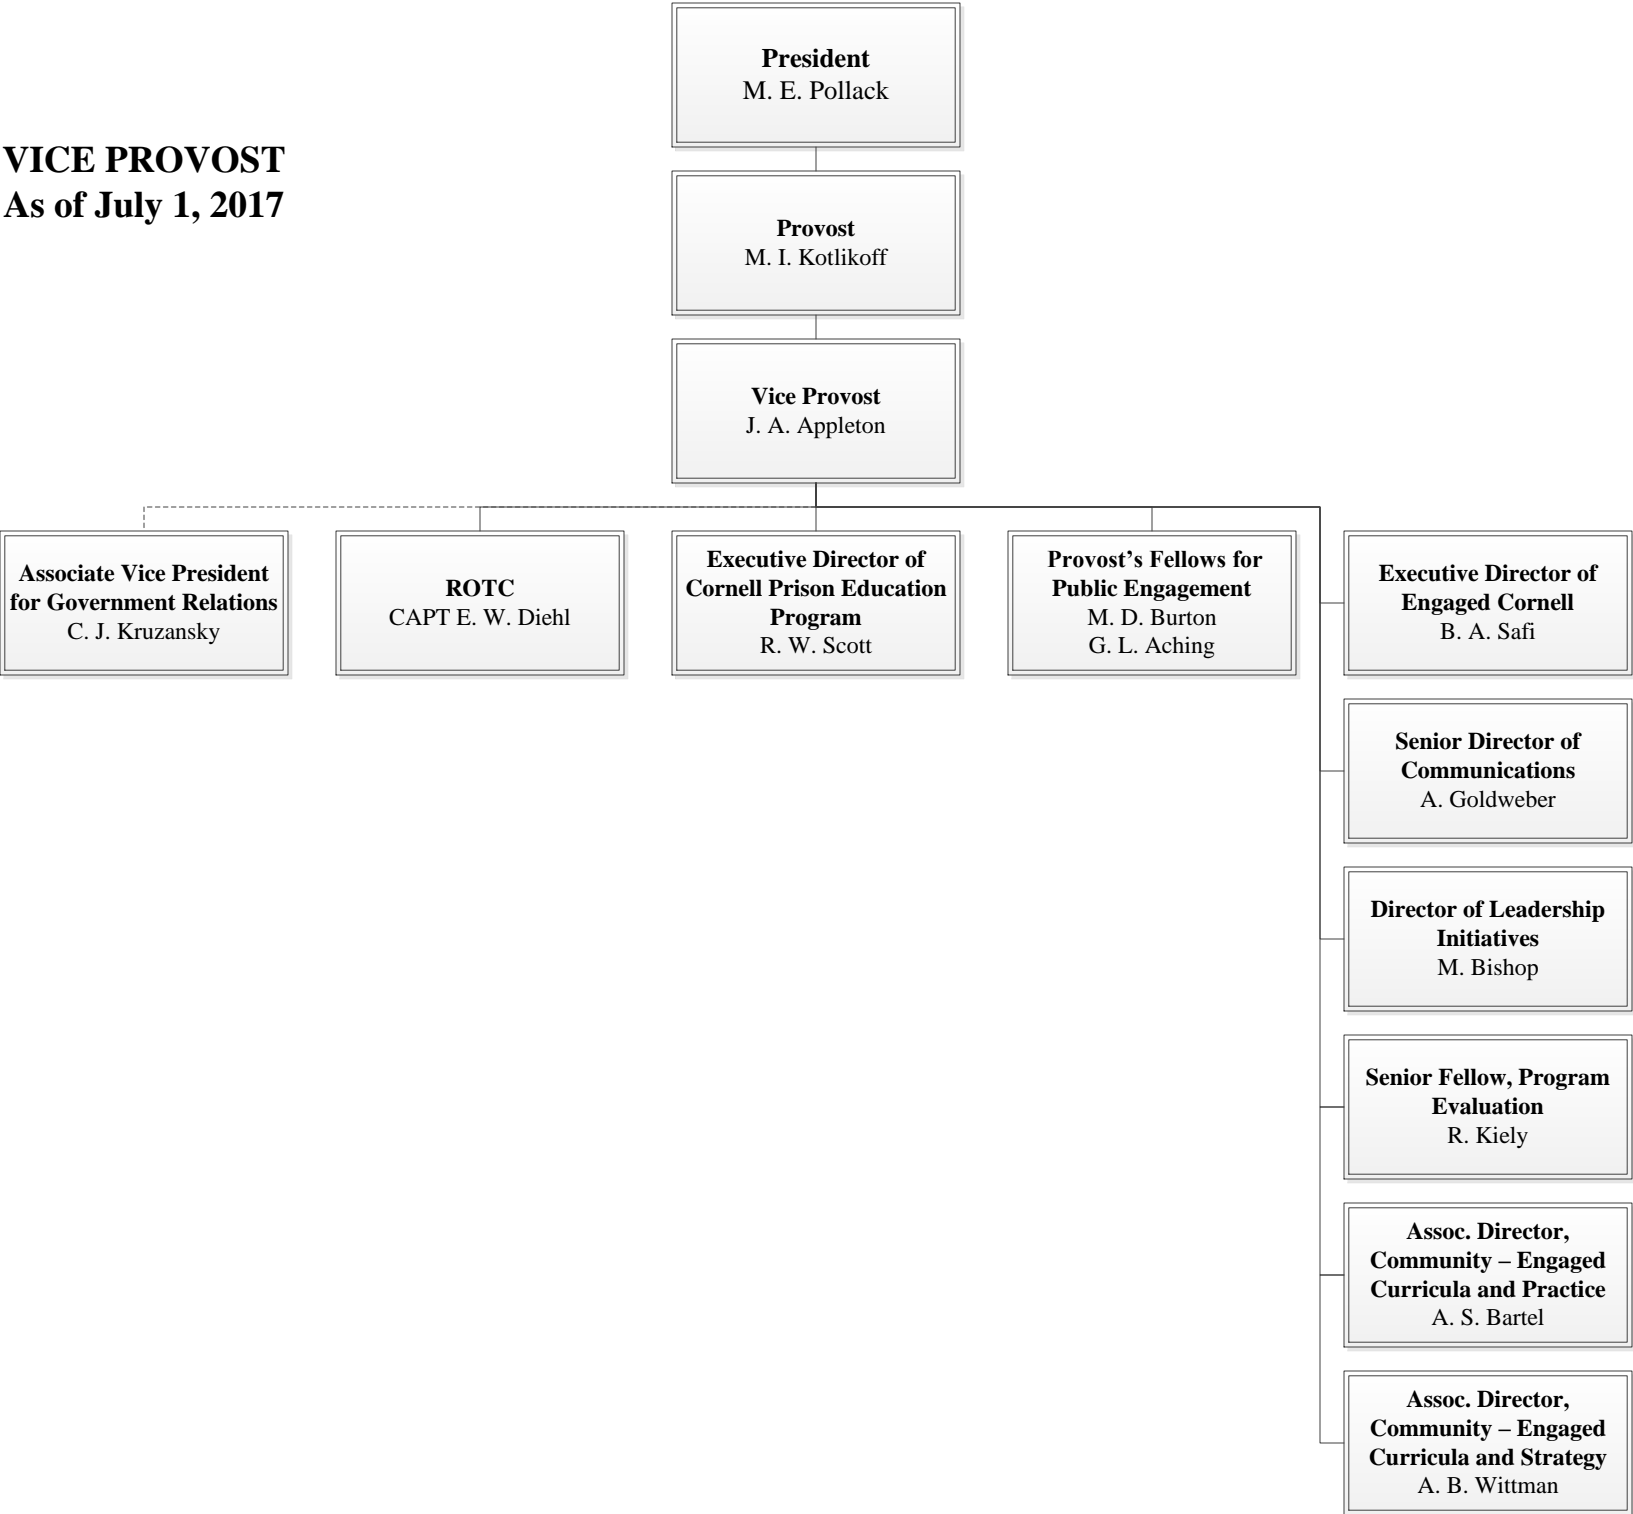 President
M. E. Pollack
VICE PROVOST
As of July 1, 2017
Provost
M. I. Kotlikoff
Vice Provost
J. A. Appleton
Associate Vice President
for Government Relations
C. J. Kruzansky
ROTC
CAPT E. W. Diehl
Executive Director of
Cornell Prison Education
Program
R. W. Scott
Provost’s Fellows for
Public Engagement
M. D. Burton
G. L. Aching
Executive Director of
Engaged Cornell
B. A. Safi
Senior Director of
Communications
A. Goldweber
Director of Leadership
Initiatives
M. Bishop
Senior Fellow, Program
Evaluation
R. Kiely
Assoc. Director,
Community – Engaged
Curricula and Practice
A. S. Bartel
Assoc. Director,
Community – Engaged
Curricula and Strategy
A. B. Wittman